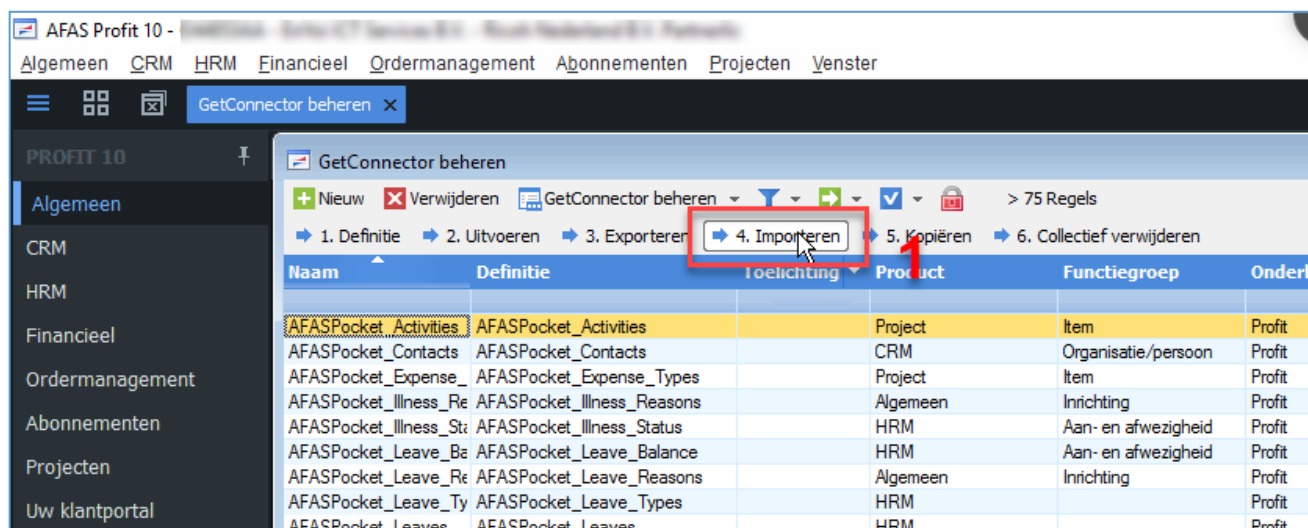 AFAS Profit 10 -
Algemeen CRM HRM Financieel Ordermanagement Abonnementen Projecten Venster
GetConnector beheren
PROFIT 10
GetConnector beheren
Nieuw Verwijderen GetConnector beheren > 75 Regels
1. Definitie 2. Uitvoeren 3. Exporteren 4. Importeren 5. Kopiëren 6. Collectief verwijderen
1
Naam Definitie Toelichting Product Functiegroep Onderl
AFASPocket_Activities AFASPocket_Activities Project Item Profit
AFASPocket_Contacts AFASPocket_Contacts CRM Organisatie/persoon Profit
AFASPocket_Expense_ AFASPocket_Expense_Types Project Item Profit
AFASPocket_Illness_Re AFASPocket_Illness_Reasons Algemeen Inrichting Profit
AFASPocket_Illness_Sta AFASPocket_Illness_Status HRM Aan- en afwezigheid Profit
AFASPocket_Leave_Ba AFASPocket_Leave_Balance HRM Aan- en afwezigheid Profit
AFASPocket_Leave_Re AFASPocket_Leave_Reasons Algemeen Inrichting Profit
AFASPocket_Leave_Ty AFASPocket_Leave_Types HRM Profit
AFASPocket_Leaves AFASPocket_Leaves HRM Profit
Algemeen
CRM
HRM
Financieel
Ordermanagement
Abonnementen
Projecten
Uw klantportal